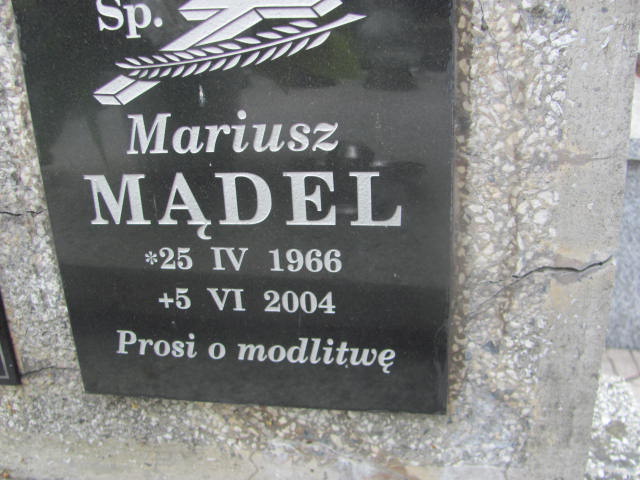 Sp.
Mariusz
MĄDEL
*25 IV 1966
+5 VI 2004
Prosi o modlitwę